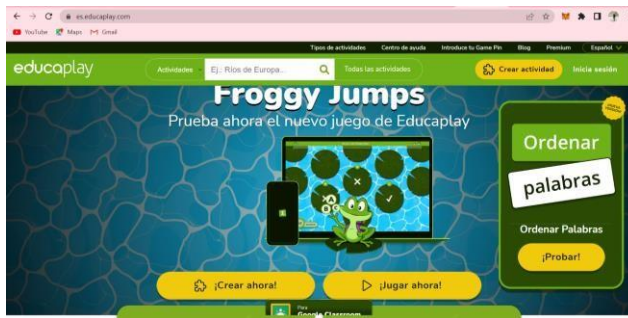 es.educaplay.com
YouTube Maps Gmail
Tipos de actividades Centro de ayuda Introduce tu Game Pin Blog Premium Español
educaplay Actividades Ej.: Ríos de Europa... Todas las actividades Crear actividad Inicia sesión
Froggy Jumps
Prueba ahora el nuevo juego de Educaplay
Ordenar
palabras
Ordenar Palabras
¡Probar!
¡Crear ahora!
¡Jugar ahora!
Para
Google Classroom